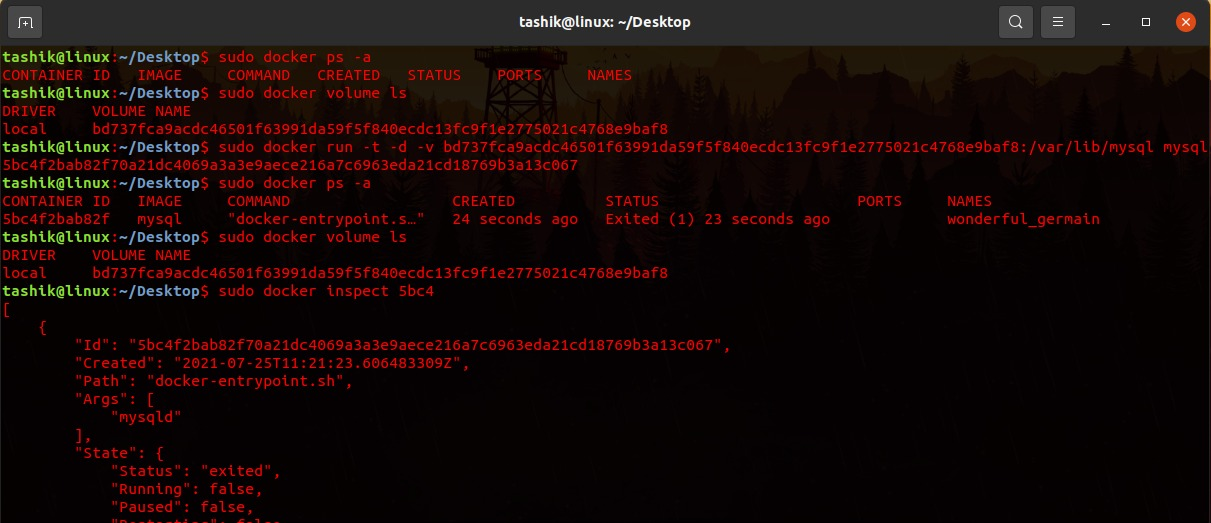 tashik@linux: ~/Desktop
tashik@linux:~/Desktop$ sudo docker ps -a
CONTAINER ID   IMAGE     COMMAND   CREATED   STATUS    PORTS     NAMES
tashik@linux:~/Desktop$ sudo docker volume ls
DRIVER    VOLUME NAME
local     bd737fca9acdc46501f63991da59f5f840ecdc13fc9f1e2775021c4768e9baf8
tashik@linux:~/Desktop$ sudo docker run -t -d -v bd737fca9acdc46501f63991da59f5f840ecdc13fc9f1e2775021c4768e9baf8:/var/lib/mysql mysql
5bc4f2bab82f70a21dc4069a3a3e9aece216a7c6963eda21cd18769b3a13c067
tashik@linux:~/Desktop$ sudo docker ps -a
CONTAINER ID   IMAGE     COMMAND                  CREATED          STATUS                      PORTS     NAMES
5bc4f2bab82f   mysql     "docker-entrypoint.s…"   24 seconds ago   Exited (1) 23 seconds ago             wonderful_germain
tashik@linux:~/Desktop$ sudo docker volume ls
DRIVER    VOLUME NAME
local     bd737fca9acdc46501f63991da59f5f840ecdc13fc9f1e2775021c4768e9baf8
tashik@linux:~/Desktop$ sudo docker inspect 5bc4
[
    {
        "Id": "5bc4f2bab82f70a21dc4069a3a3e9aece216a7c6963eda21cd18769b3a13c067",
        "Created": "2021-07-25T11:21:23.606483309Z",
        "Path": "docker-entrypoint.sh",
        "Args": [
            "mysqld"
        ],
        "State": {
            "Status": "exited",
            "Running": false,
            "Paused": false,